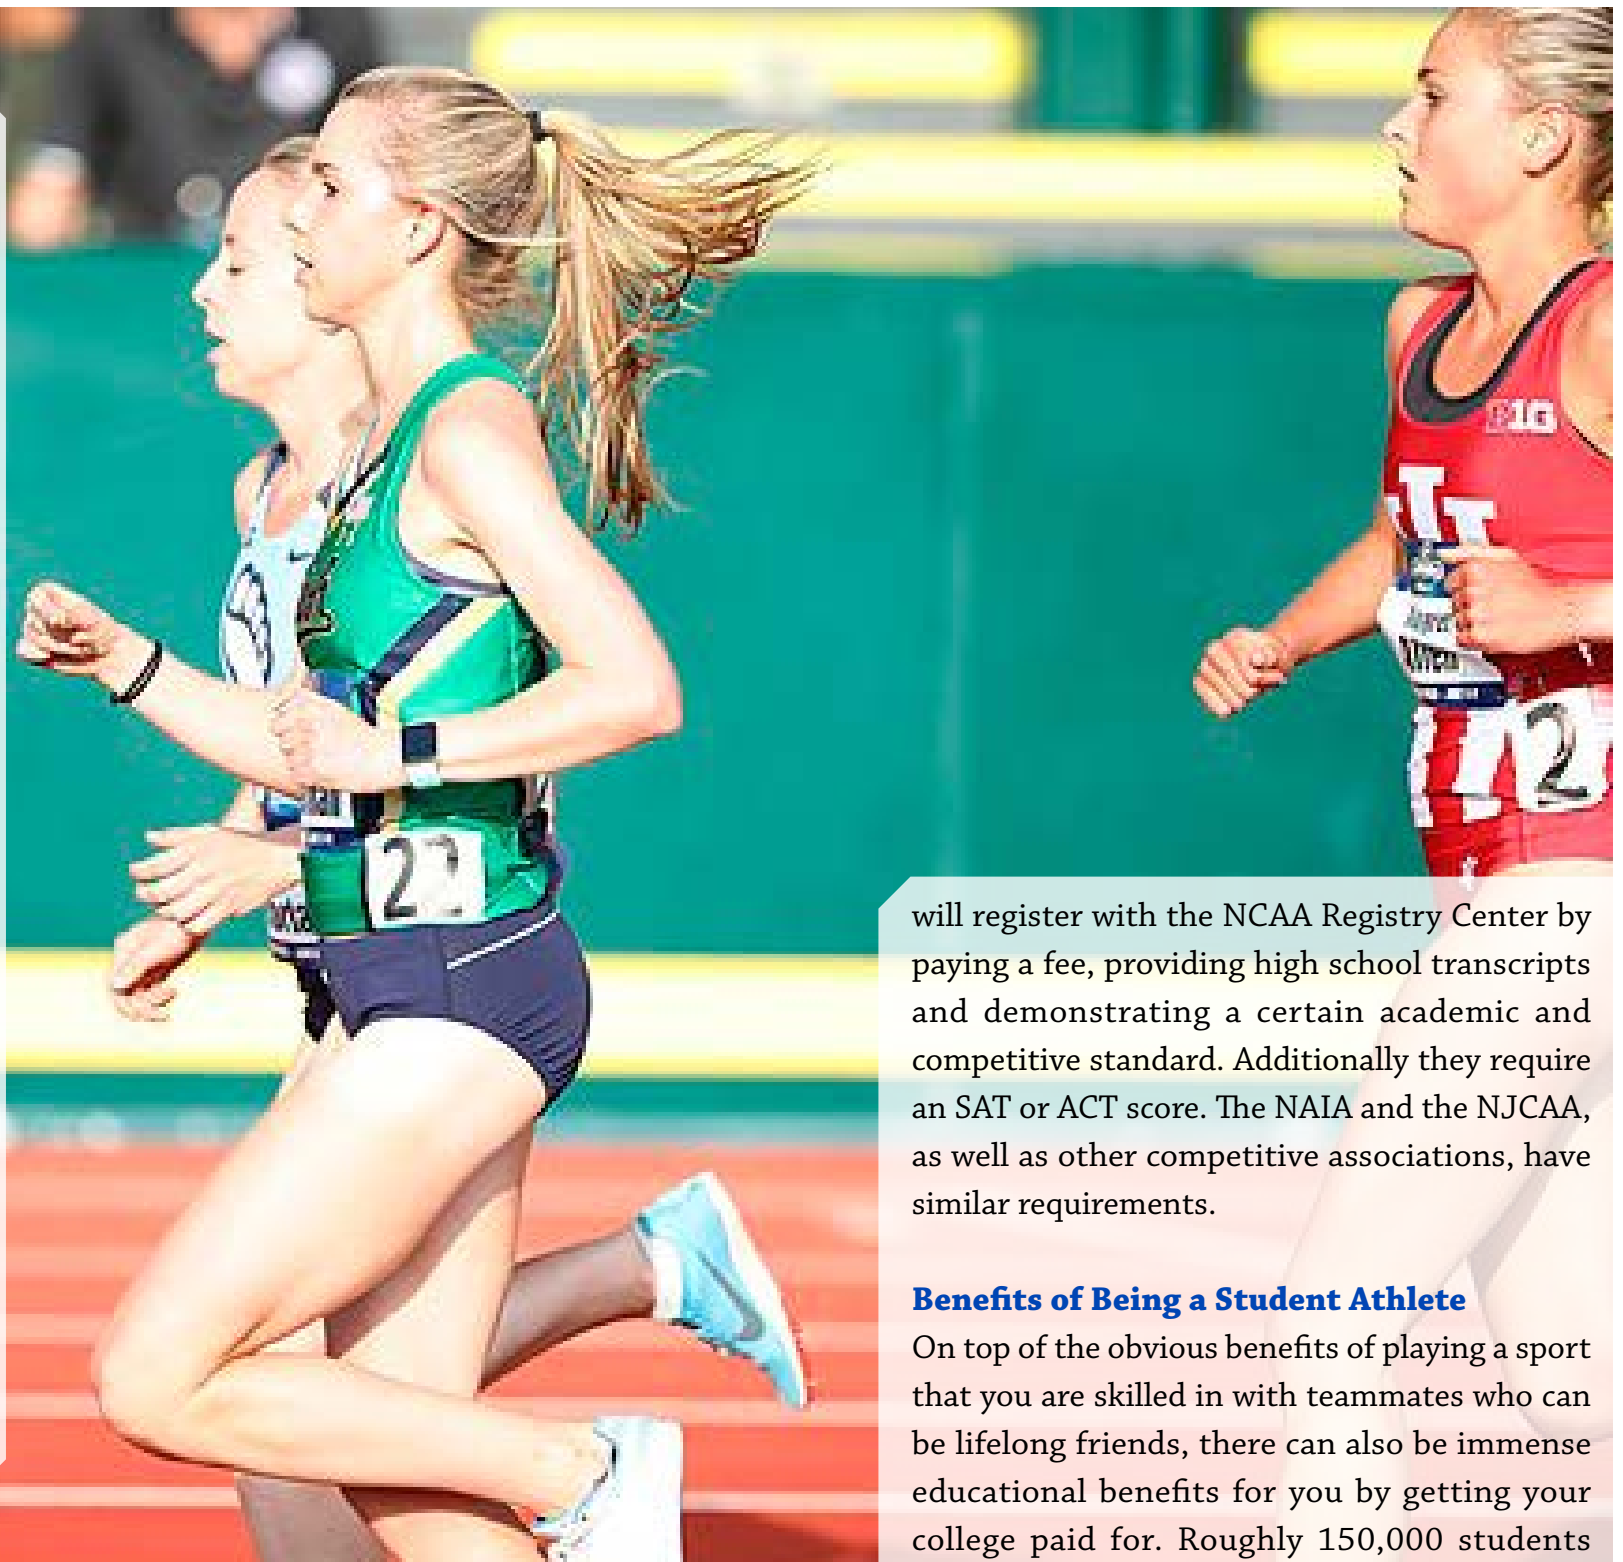 B1G
2
will register with the NCAA Registry Center by
paying a fee, providing high school transcripts
and demonstrating a certain academic and
competitive standard. Additionally they require
an SAT or ACT score. The NAIA and the NJCAA,
as well as other competitive associations, have
similar requirements.
Benefits of Being a Student Athlete
On top of the obvious benefits of playing a sport
that you are skilled in with teammates who can
be lifelong friends, there can also be immense
educational benefits for you by getting your
college paid for. Roughly 150,000 students